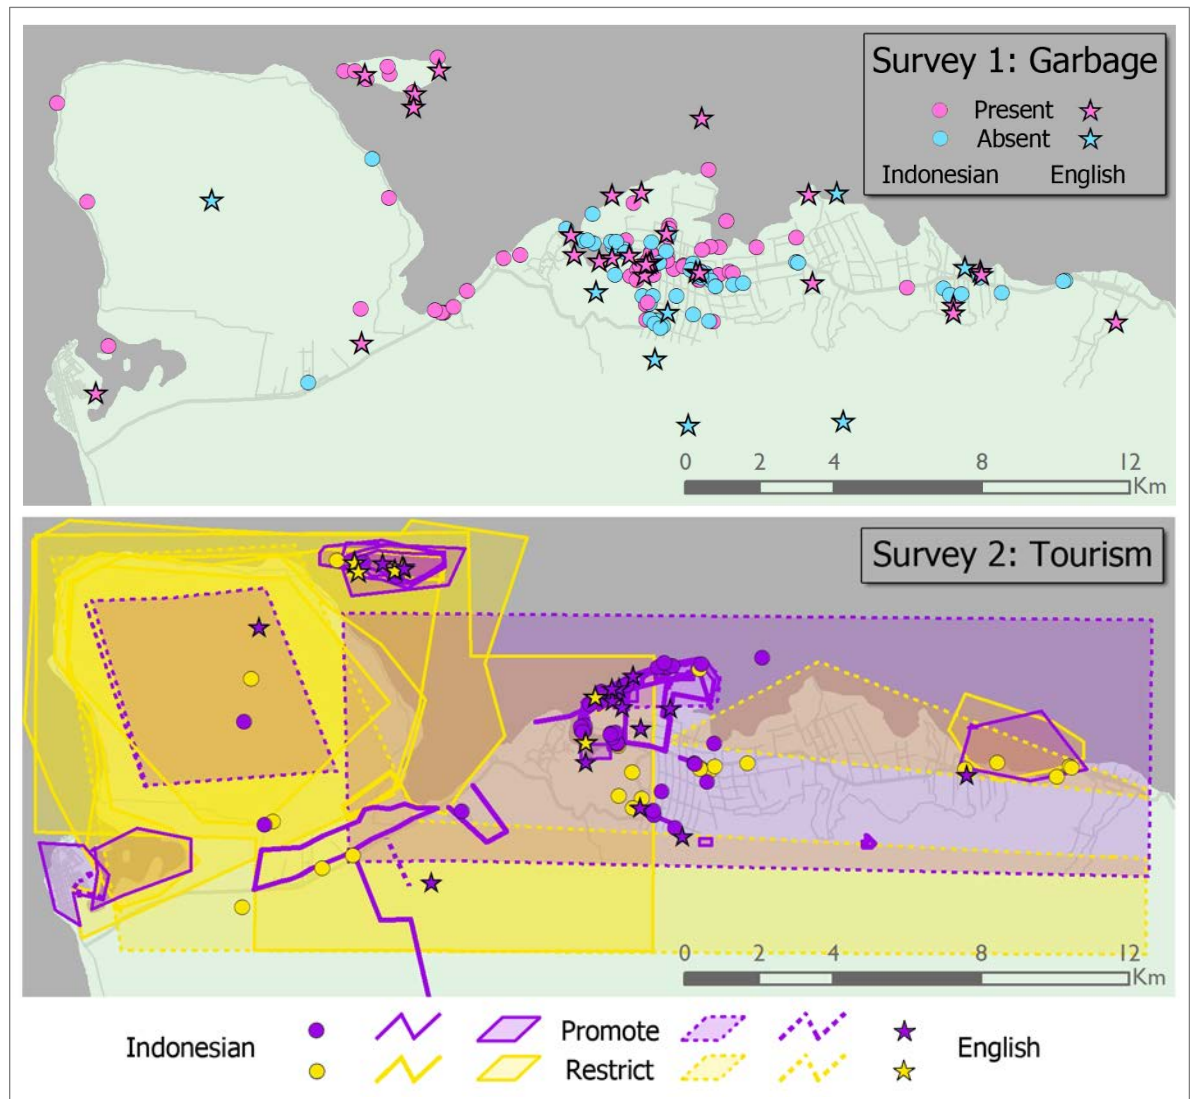 Survey 1: Garbage
Present
Absent
Indonesian English
0 2 4 8 12
Km
Survey 2: Tourism
0 2 4 8 12
Km
Promote
Indonesian English
Restrict